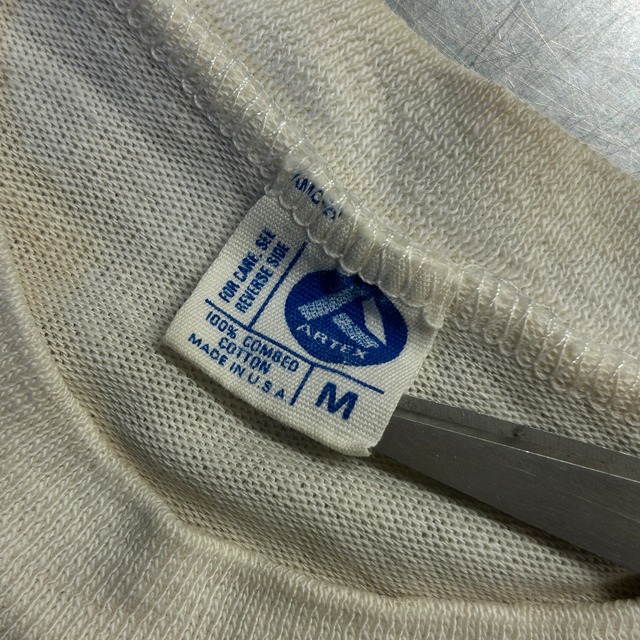 FOR CARE, SEE
REVERSE SIDE
ARTEX
100% COMBED
COTTON
MADE IN U.S.A.
M